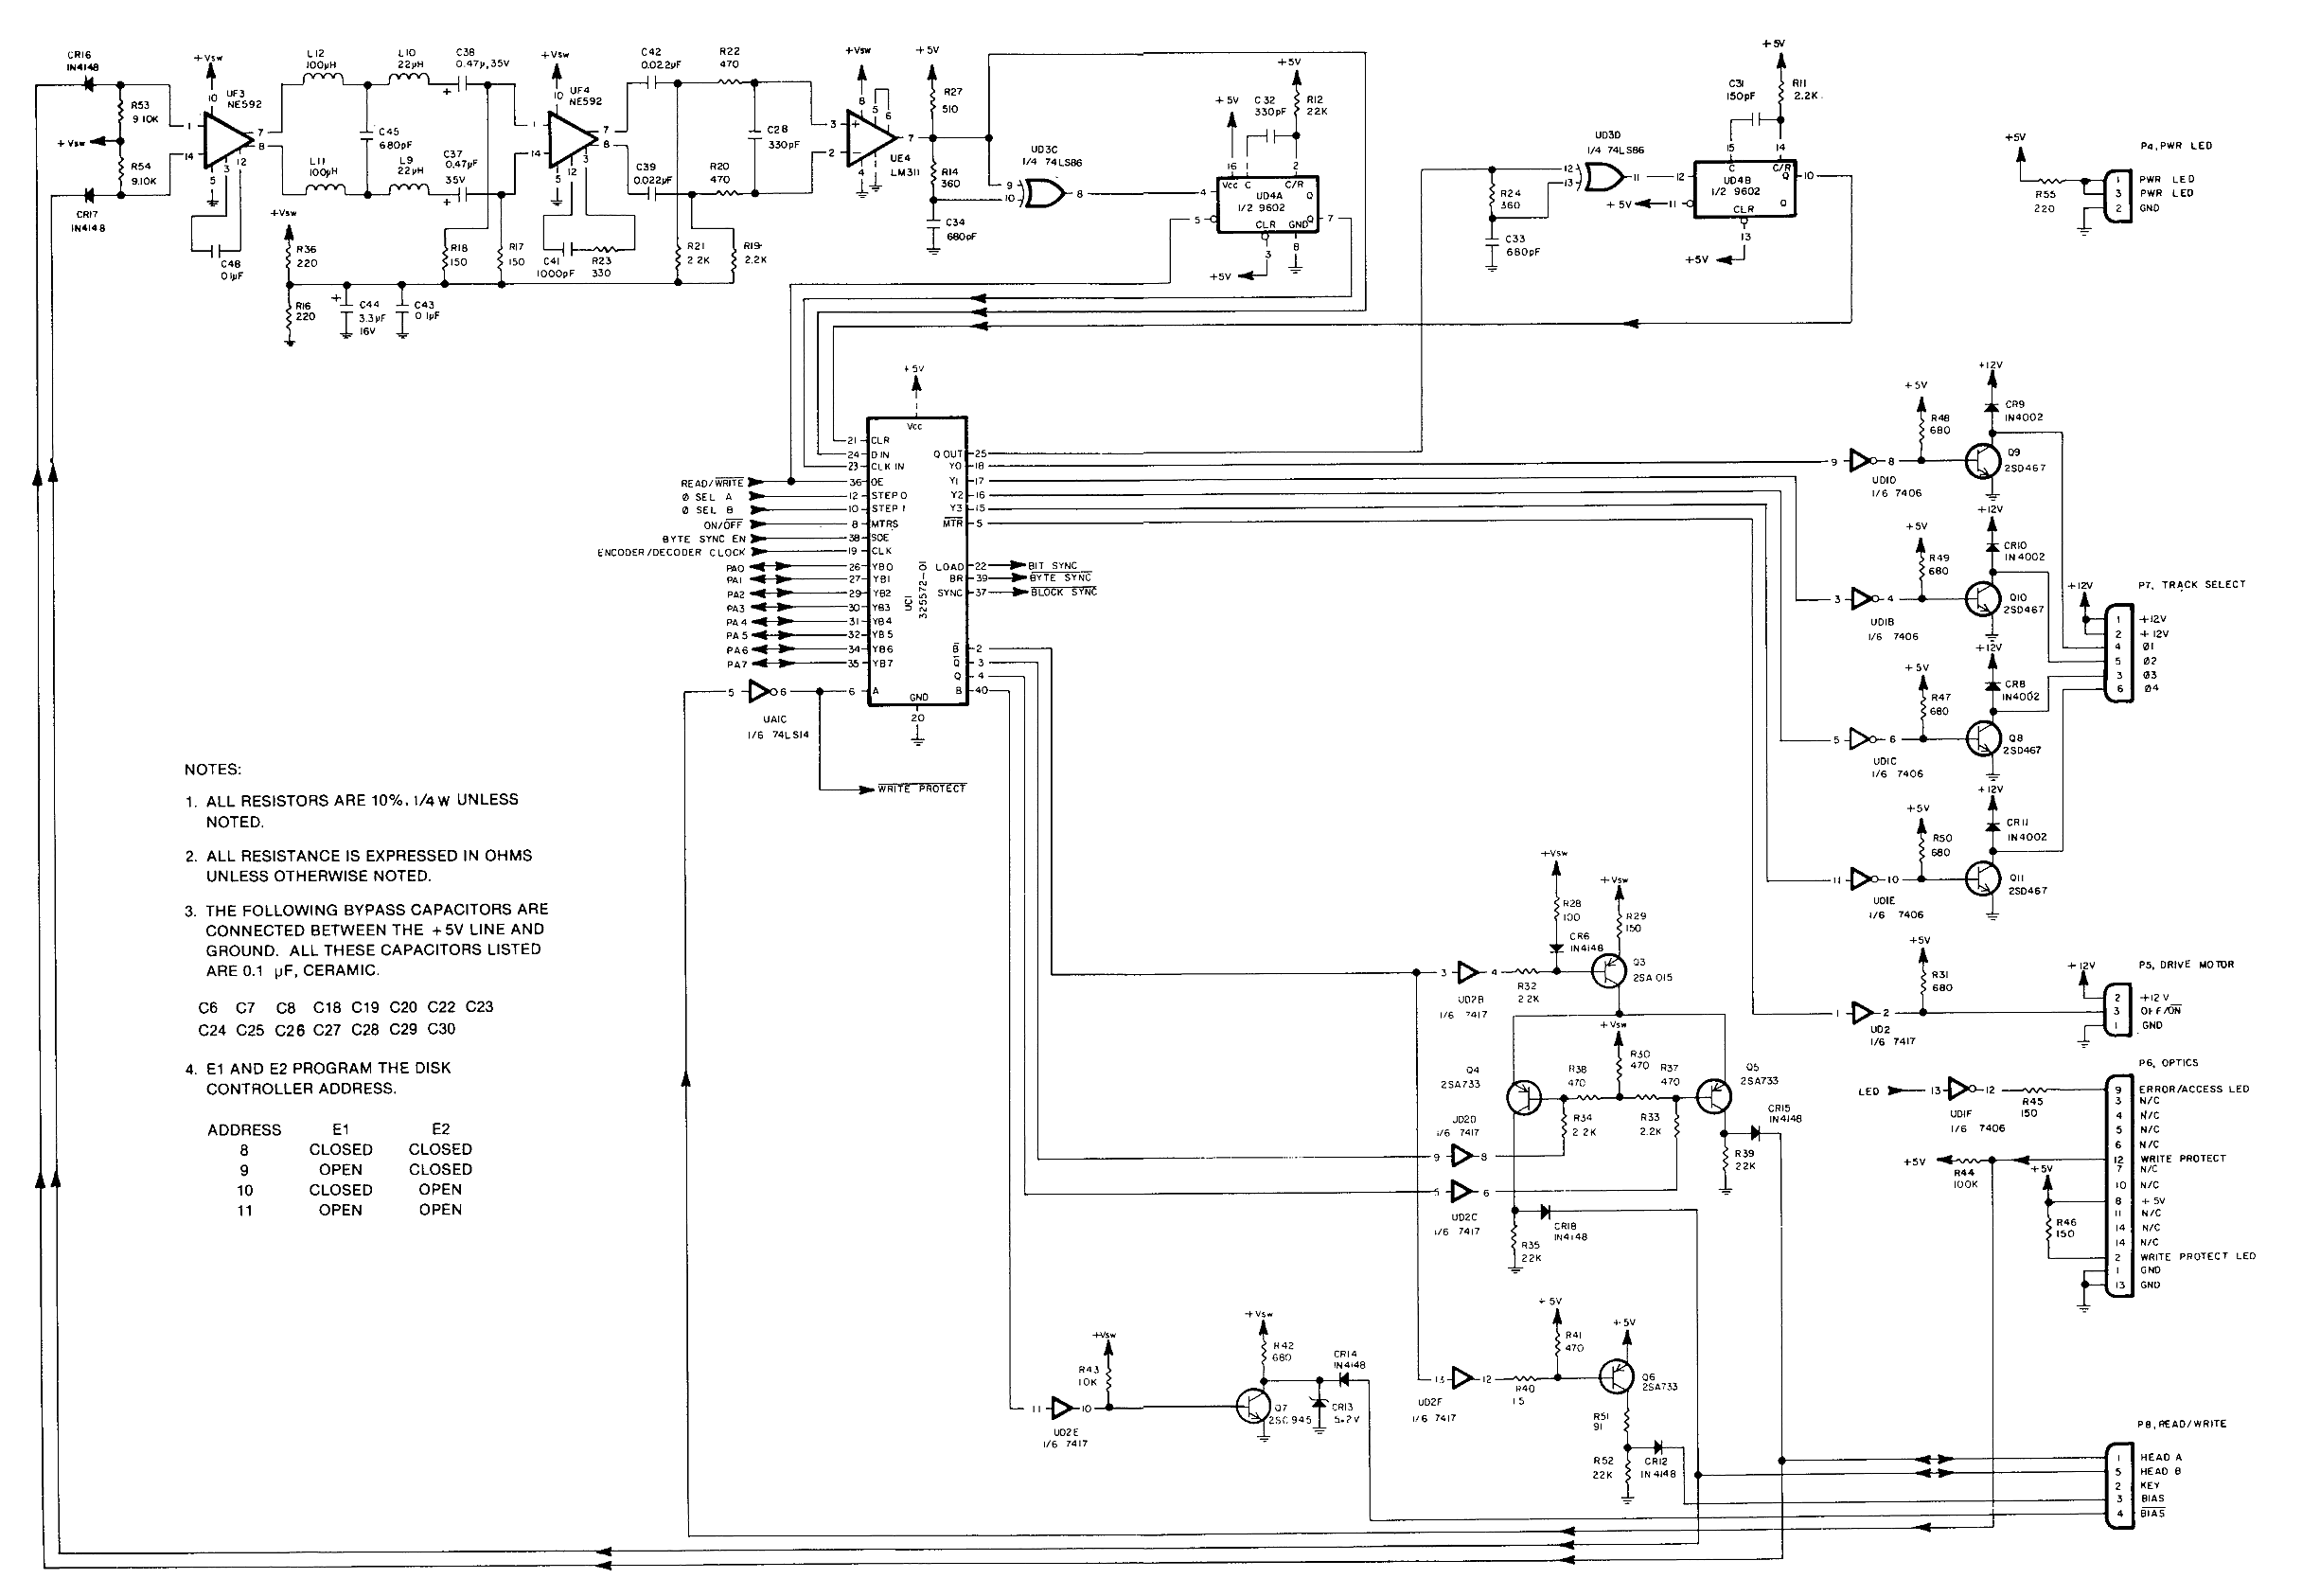 CR16
IN4148
R53
9.10K
+Vsw
R54
9.10K
CR17
IN4148
+Vsw
10
UF3
NE592
1
14
7
8
5
3
12
C48
0.1µF
L12
100µH
L10
22µH
C38
0.47µ,35V
C45
680pF
L11
100µH
L9
22µH
C37
0.47µF
35V
+Vsw
R36
220
R16
220
C44
3.3µF
16V
C43
0.1µF
R18
150
R17
150
+Vsw
10
UF4
NE592
1
14
7
8
5
12
3
C41
1000pF
R23
330
C42
0.022µF
R22
470
C39
0.022µF
R20
470
C28
330pF
R21
2.2K
R19
2.2K
+Vsw
8
5
6
3
2
7
4
1
UE4
LM311
+5V
R27
510
R14
360
C34
680pF
UD3C
1/4 74LS86
9
10
8
+5V
+5V
C32
330pF
R12
22K
16
1
2
Vcc C C/R
4
UD4A
1/2 9602
Q
Q
7
5
CLR GND
3
8
+5V
UD3D
1/4 74LS86
12
13
11
R24
360
C33
680pF
+5V
C31
150pF
R11
2.2K
15
14
C C/R
12
UD4B
1/2 9602
Q
10
+5V
11
CLR
Q
13
+5V
P4, PWR LED
+5V
R55
220
1 PWR LED
3 PWR LED
2 GND
+5V
Vcc
21 CLR
24 D IN
23 CLK IN
READ/WRITE 36 OE
Ø SEL A 12 STEP 0
Ø SEL B 10 STEP 1
ON/OFF 8 MTRS
BYTE SYNC EN 38 SOE
ENCODER/DECODER CLOCK 19 CLK
PA0 26 YB0
PA1 27 YB1
PA2 29 YB2
PA3 30 YB3
PA4 31 YB4
PA5 32 YB5
PA6 34 YB6
PA7 35 YB7
5
6
6 A
UA1C
1/6 74LS14
WRITE PROTECT
UC1
325572-01
Q OUT 25
Y0 18
Y1 17
Y2 16
Y3 15
MTR 5
LOAD 22 BIT SYNC
BR 39 BYTE SYNC
SYNC 37 BLOCK SYNC
B 2
Q 3
Q 4
B 40
GND
20
9
8
UD1D
1/6 7406
+5V
R48
680
+12V
CR9
IN4002
Q9
2SD467
3
4
UD1B
1/6 7406
+5V
R49
680
+12V
CR10
IN4002
Q10
2SD467
5
6
UD1C
1/6 7406
+5V
R47
680
+12V
CR8
IN4002
Q8
2SD467
11
10
UD1E
1/6 7406
+5V
R50
680
+12V
CR11
IN4002
Q11
2SD467
P7, TRACK SELECT
+12V
1 +12V
2 +12V
4 Ø1
5 Ø2
3 Ø3
6 Ø4
NOTES:
1. ALL RESISTORS ARE 10%, 1/4 W UNLESS
NOTED.
2. ALL RESISTANCE IS EXPRESSED IN OHMS
UNLESS OTHERWISE NOTED.
3. THE FOLLOWING BYPASS CAPACITORS ARE
CONNECTED BETWEEN THE +5V LINE AND
GROUND. ALL THESE CAPACITORS LISTED
ARE 0.1 µF, CERAMIC.
C6 C7 C8 C18 C19 C20 C22 C23
C24 C25 C26 C27 C28 C29 C30
4. E1 AND E2 PROGRAM THE DISK
CONTROLLER ADDRESS.
ADDRESS E1 E2
8 CLOSED CLOSED
9 OPEN CLOSED
10 CLOSED OPEN
11 OPEN OPEN
+Vsw
R28
100
CR6
IN4148
+Vsw
R29
150
Q3
2SA 015
3
4
UD2B
1/6 7417
R32
2.2K
+Vsw
R30
470
Q4
2SA733
R38
470
R37
470
Q5
2SA733
R34
2.2K
R33
2.2K
CR15
IN4148
R39
22K
UD2D
1/6 7417
9
8
5
6
UD2C
1/6 7417
R35
22K
CR18
IN4148
1
2
UD2
1/6 7417
+5V
R31
680
P5, DRIVE MOTOR
+12V
2 +12 V
3 OFF/ON
1 GND
P6, OPTICS
LED
13
12
UD1F
1/6 7406
R45
150
9 ERROR/ACCESS LED
3 N/C
4 N/C
5 N/C
6 N/C
12 WRITE PROTECT
7 N/C
10 N/C
8 +5V
11 N/C
14 N/C
14 N/C
2 WRITE PROTECT LED
1 GND
13 GND
+5V
R44
100K
+5V
R46
150
+Vsw
R43
10K
11
10
UD2E
1/6 7417
+Vsw
R42
680
Q7
2SC945
CR14
IN4148
CR13
5.2V
13
12
UD2F
1/6 7417
R40
15
+5V
R41
470
+5V
Q6
2SA733
R51
91
R52
22K
CR12
IN 4148
P8, READ/WRITE
1 HEAD A
5 HEAD B
2 KEY
3 BIAS
4 BIAS